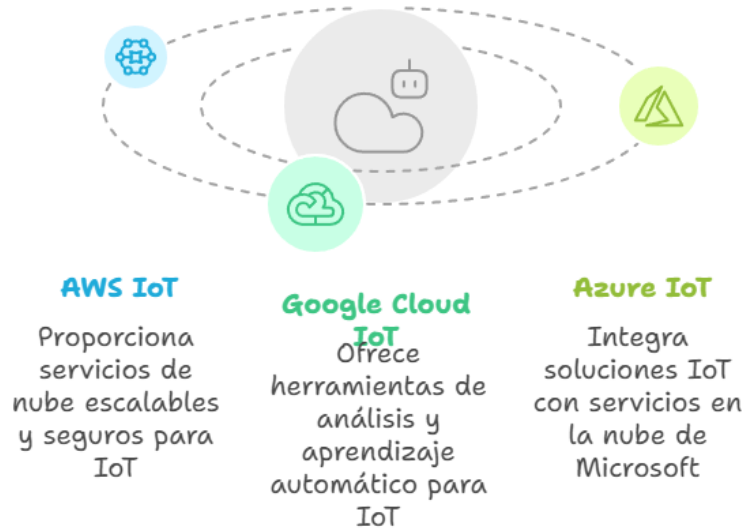 AWS IoT
Proporciona
servicios de
nube escalables
y seguros para
IoT
Google Cloud
IoT
Ofrece
herramientas de
análisis y
aprendizaje
automático para
IoT
Azure IoT
Integra
soluciones IoT
con servicios en
la nube de
Microsoft